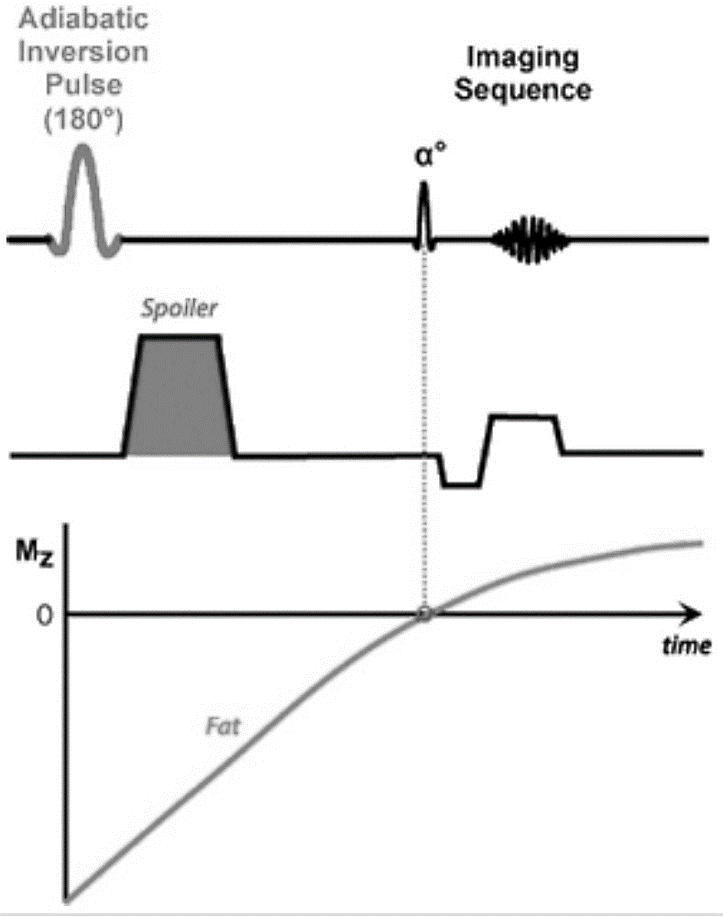 Adiabatic
Inversion
Pulse
(180°)
Imaging
Sequence
α°
Spoiler
Mz
0
time
Fat